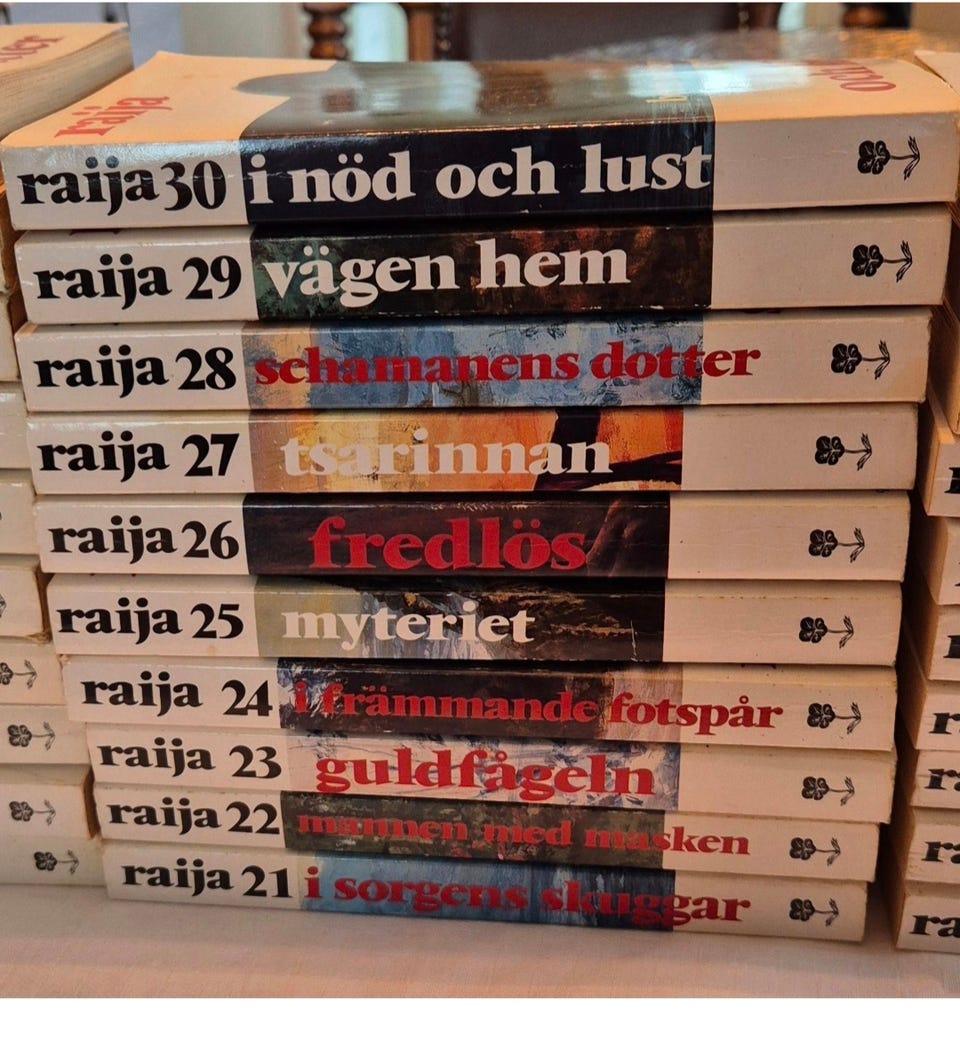 raija
raija 30 i nöd och lust
raija 29 vägen hem
raija 28 schamanens dotter
raija 27 tsarinnan
raija 26 fredlös
raija 25 myteriet
raija 24 i främmande fotspår
raija 23 guldfågeln
raija 22 mannen med masken
raija 21 i sorgens skuggar